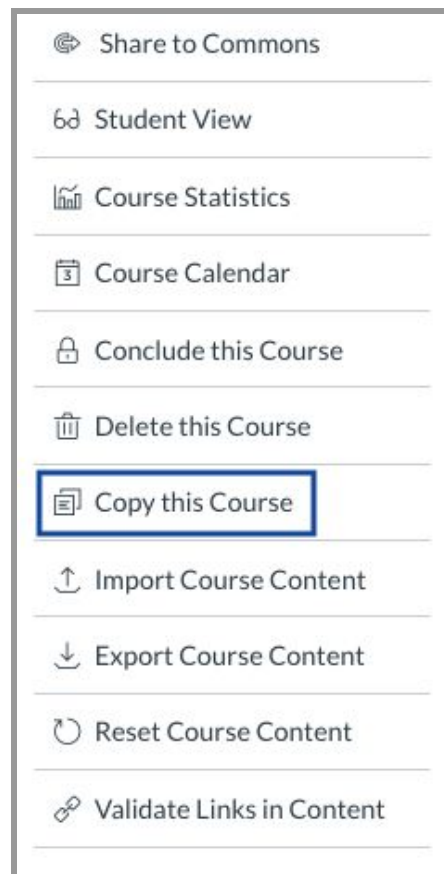 Share to Commons
Student View
Course Statistics
3 Course Calendar
Conclude this Course
Delete this Course
Copy this Course
Import Course Content
Export Course Content
Reset Course Content
Validate Links in Content